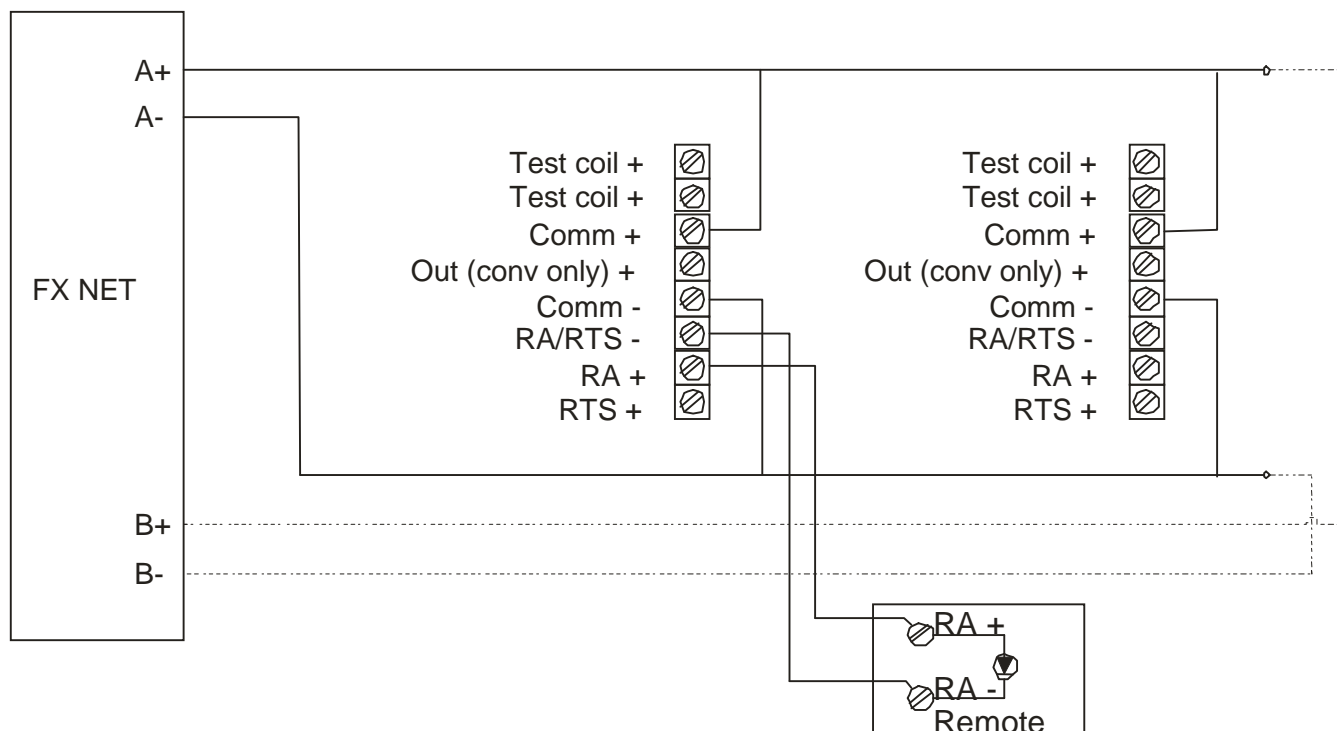 A+
A-
Test coil +
Test coil +
Comm +
Out (conv only) +
Comm -
RA/RTS -
RA +
RTS +
Test coil +
Test coil +
Comm +
Out (conv only) +
Comm -
RA/RTS -
RA +
RTS +
FX NET
B+
B-
RA +
RA -
Remote